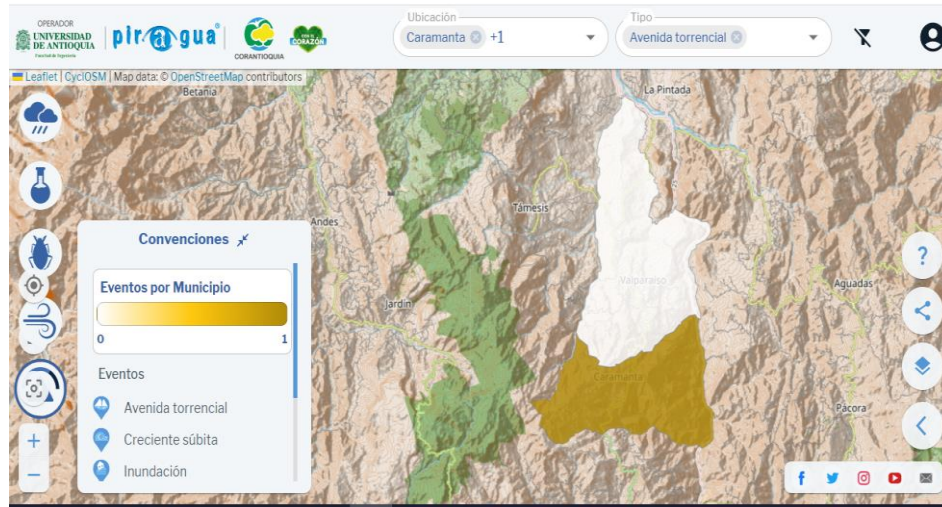 OPERADOR
UNIVERSIDAD
DE ANTIOQUIA
Facultad de Ingeniería
piragua
CORANTIOQUIA
CORAZÓN
Ubicación
Caramanta +1
Tipo
Avenida torrencial
Leaflet | CyclOSM | Map data: © OpenStreetMap contributors
Betania
La Pintada
Támesis
Andes
Valparaíso
Aguadas
Jardín
Caramanta
Pácora
Convenciones
Eventos por Municipio
0 1
Eventos
Avenida torrencial
Creciente súbita
Inundación
+
−
?